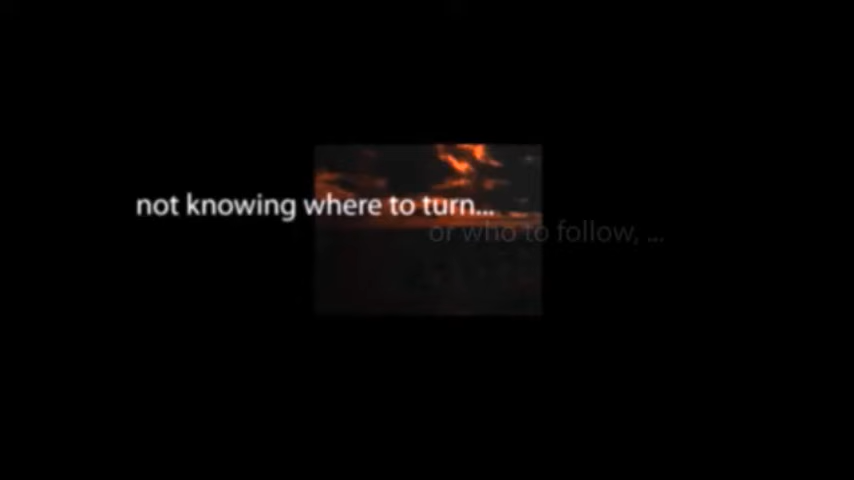 not knowing where to turn...
or who to follow, ...